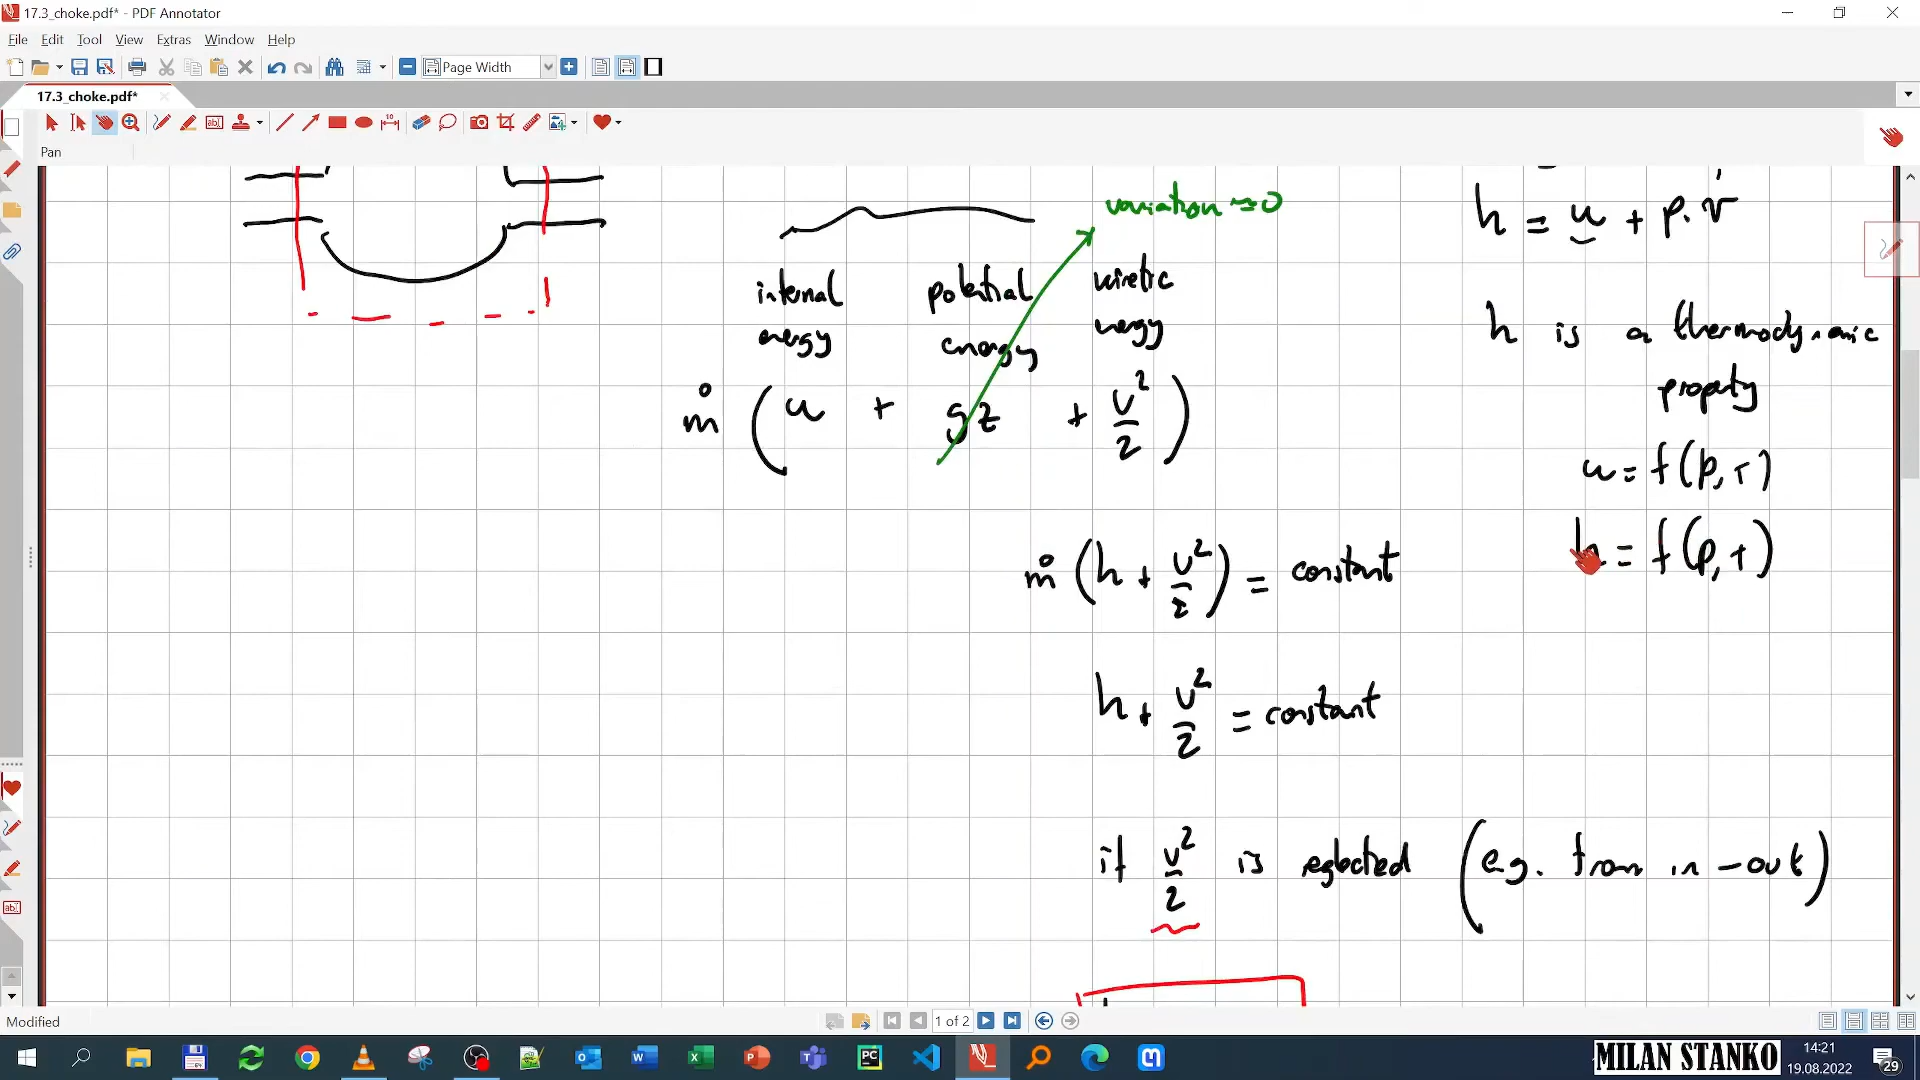 17.3_choke.pdf* - PDF Annotator
File Edit Tool View Extras Window Help
Page Width
17.3_choke.pdf*
Pan
variation ≈ 0
internal energy
potential energy
kinetic energy
ṁ ( u + gz + v²/2 )
ṁ ( h + v²/2 ) = constant
h + v²/2 = constant
if v²/2 is neglected (e.g. from in - out)
h = u + p.v
h is a thermodynamic
property
u = f(p,T)
h = f(p,T)
Modified
1 of 2
MILAN STANKO
14:21
19.08.2022
29